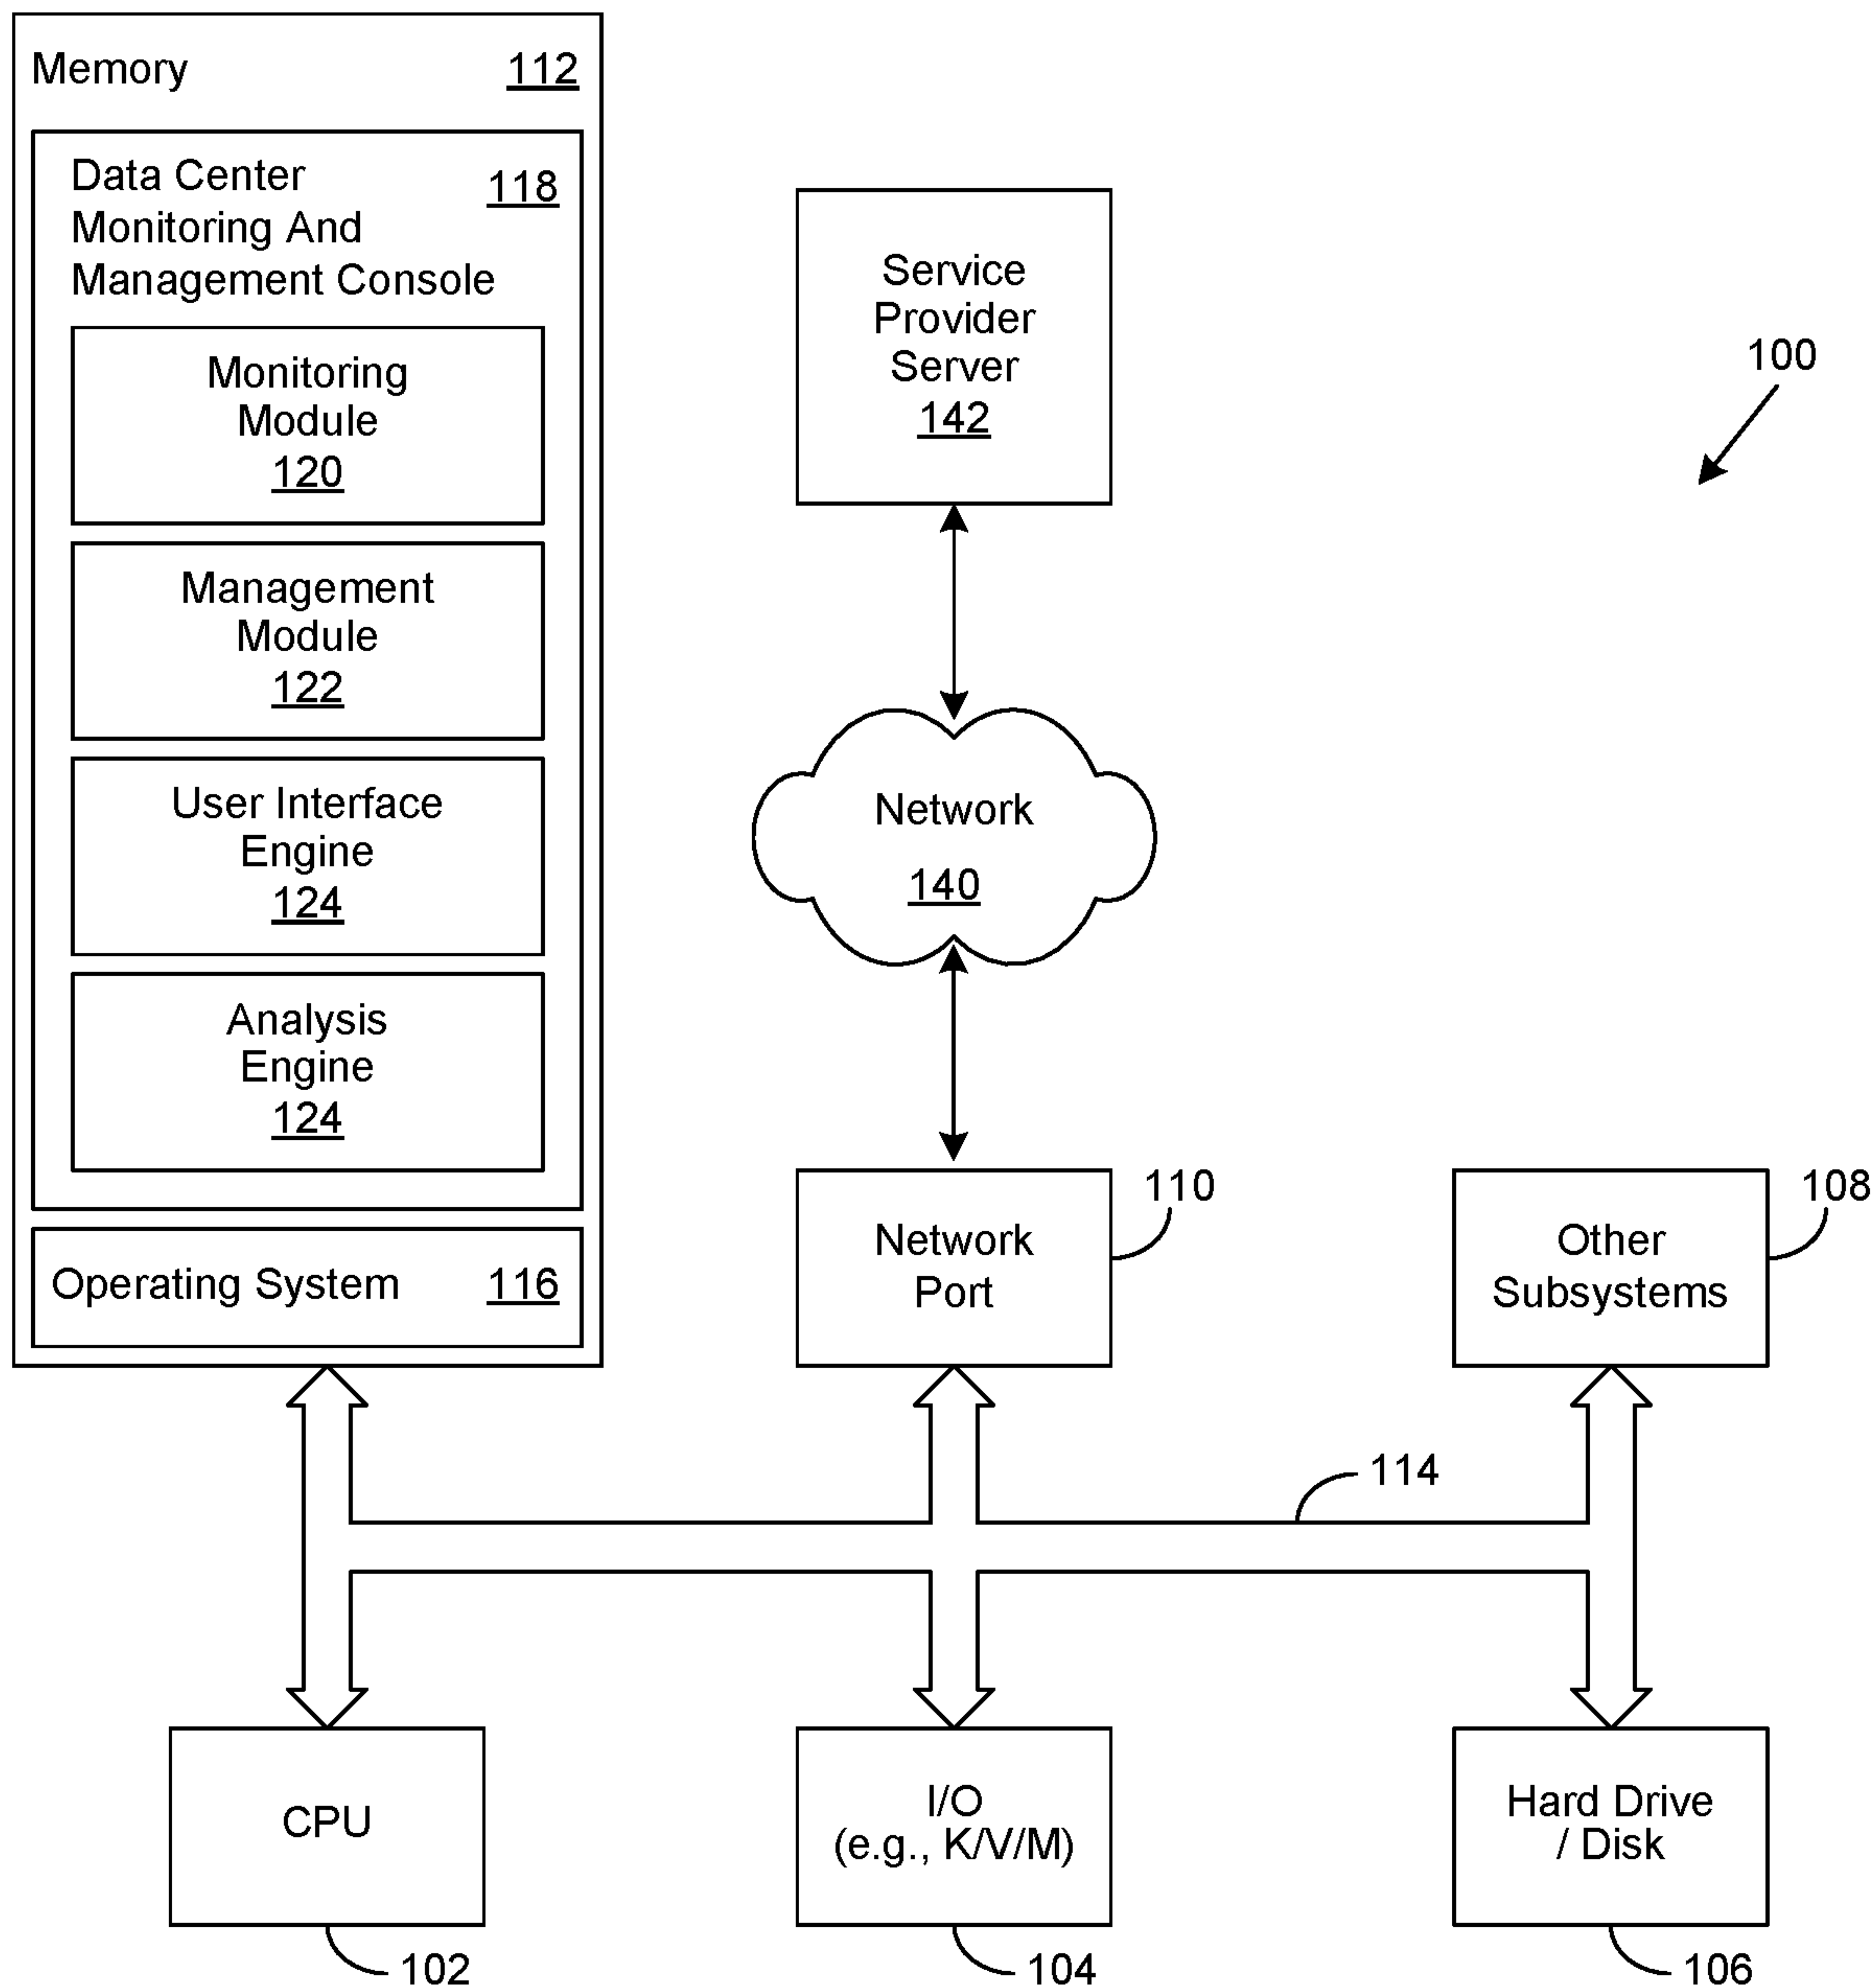 Memory 112
Data Center 118
Monitoring And
Management Console
Monitoring
Module
120
Management
Module
122
User Interface
Engine
124
Analysis
Engine
124
Operating System 116
Service
Provider
Server
142
100
Network
140
Network
Port
110
Other
Subsystems
108
114
CPU
102
I/O
(e.g., K/V/M)
104
Hard Drive
/ Disk
106